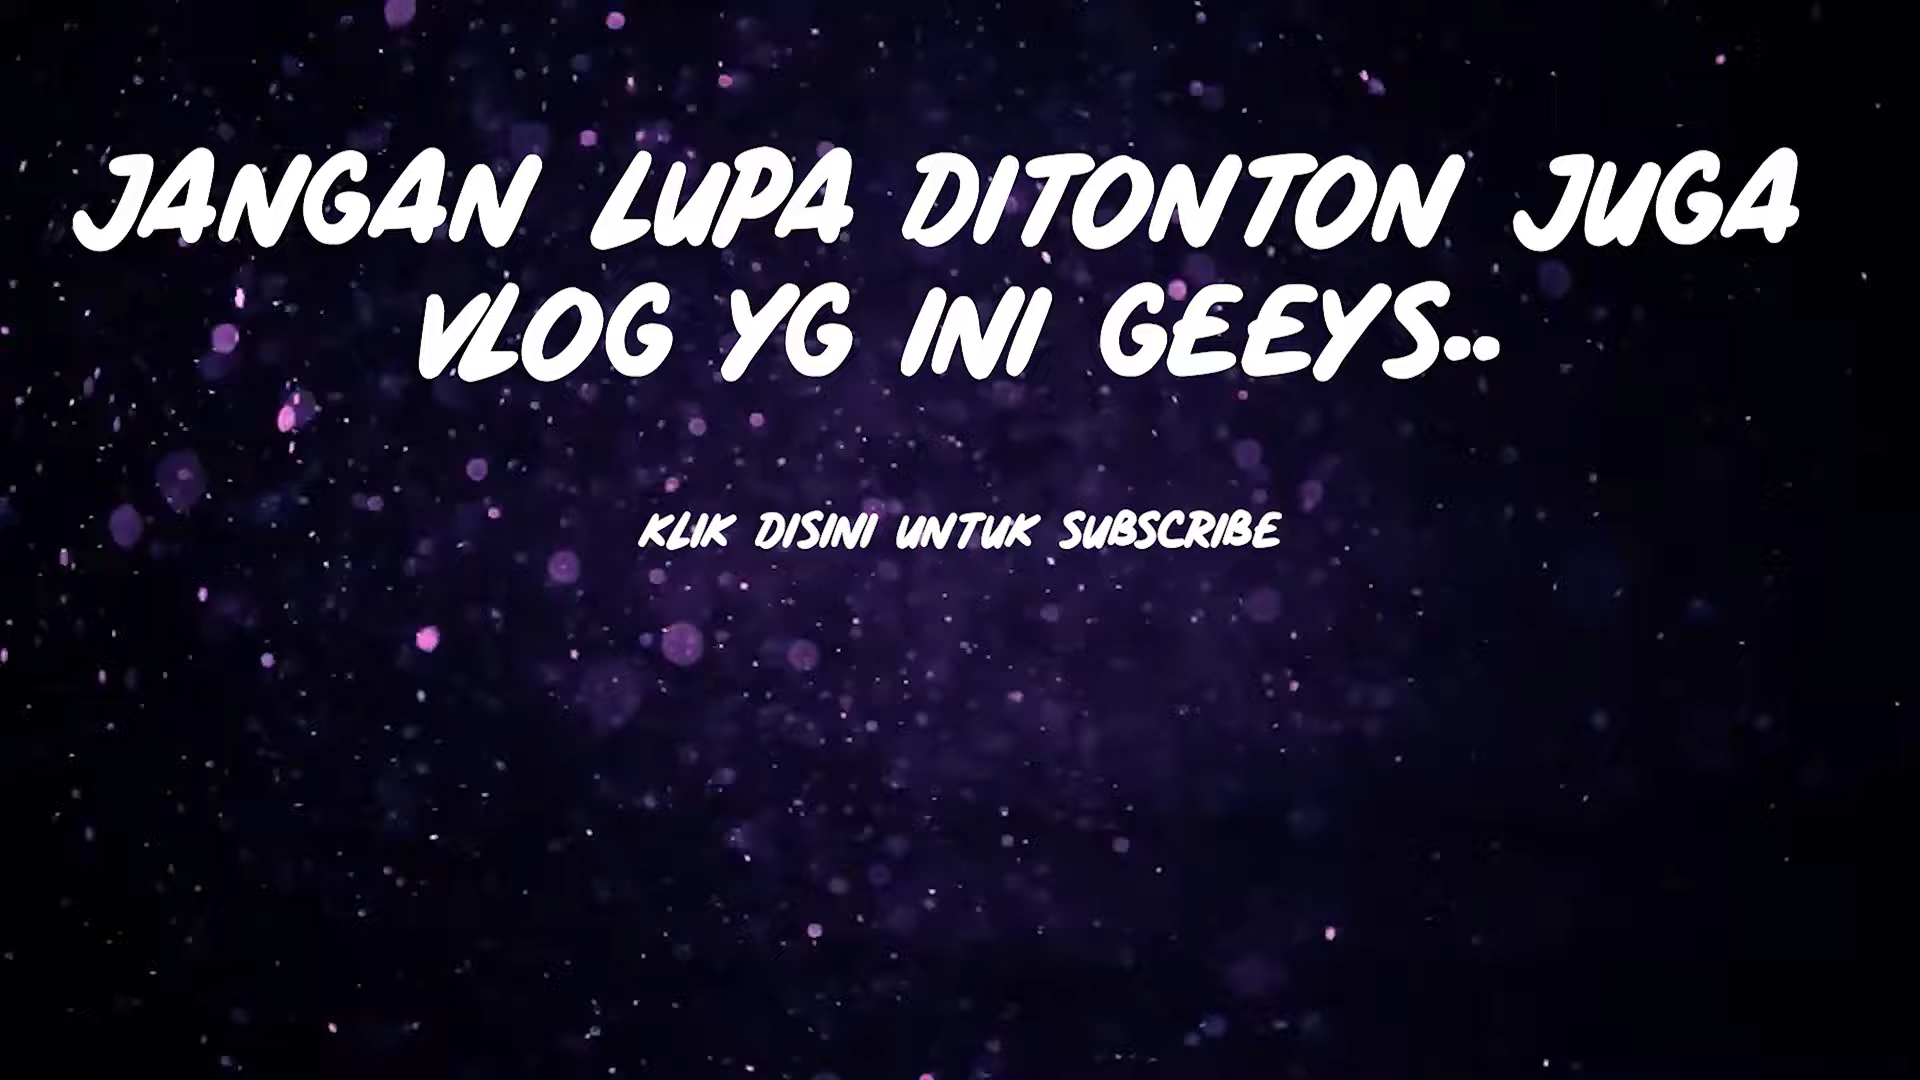 JANGAN LUPA DITONTON JUGA
VLOG YG INI GEEYS..
KLIK DISINI UNTUK SUBSCRIBE